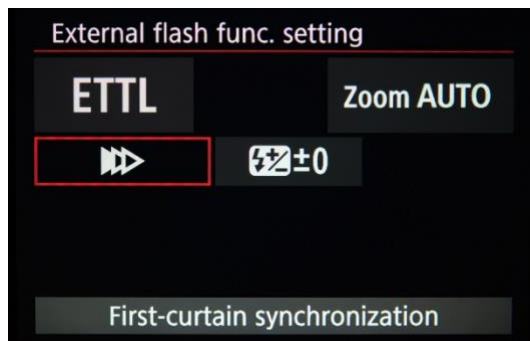 External flash func. setting
ETTL
Zoom AUTO
±0
First-curtain synchronization